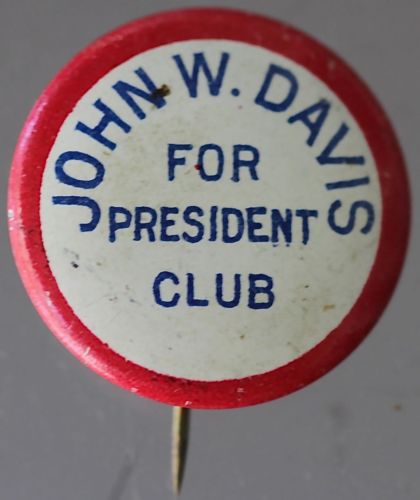 JOHN W. DAVIS
FOR
PRESIDENT
CLUB